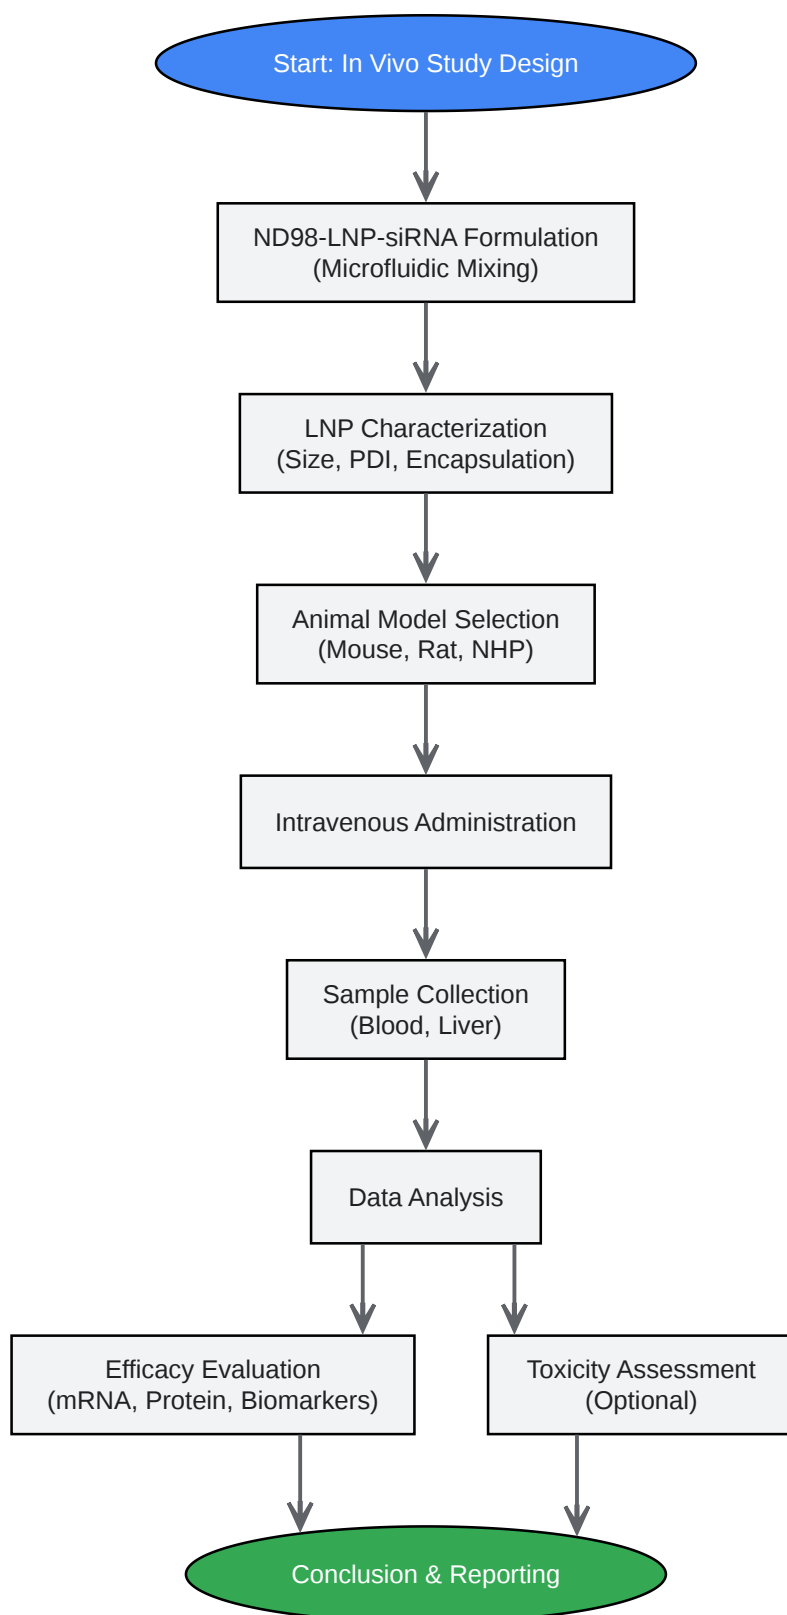 Start: In Vivo Study Design
ND98-LNP-siRNA Formulation
(Microfluidic Mixing)
LNP Characterization
(Size, PDI, Encapsulation)
Animal Model Selection
(Mouse, Rat, NHP)
Intravenous Administration
Sample Collection
(Blood, Liver)
Data Analysis
Efficacy Evaluation
(mRNA, Protein, Biomarkers)
Toxicity Assessment
(Optional)
Conclusion & Reporting